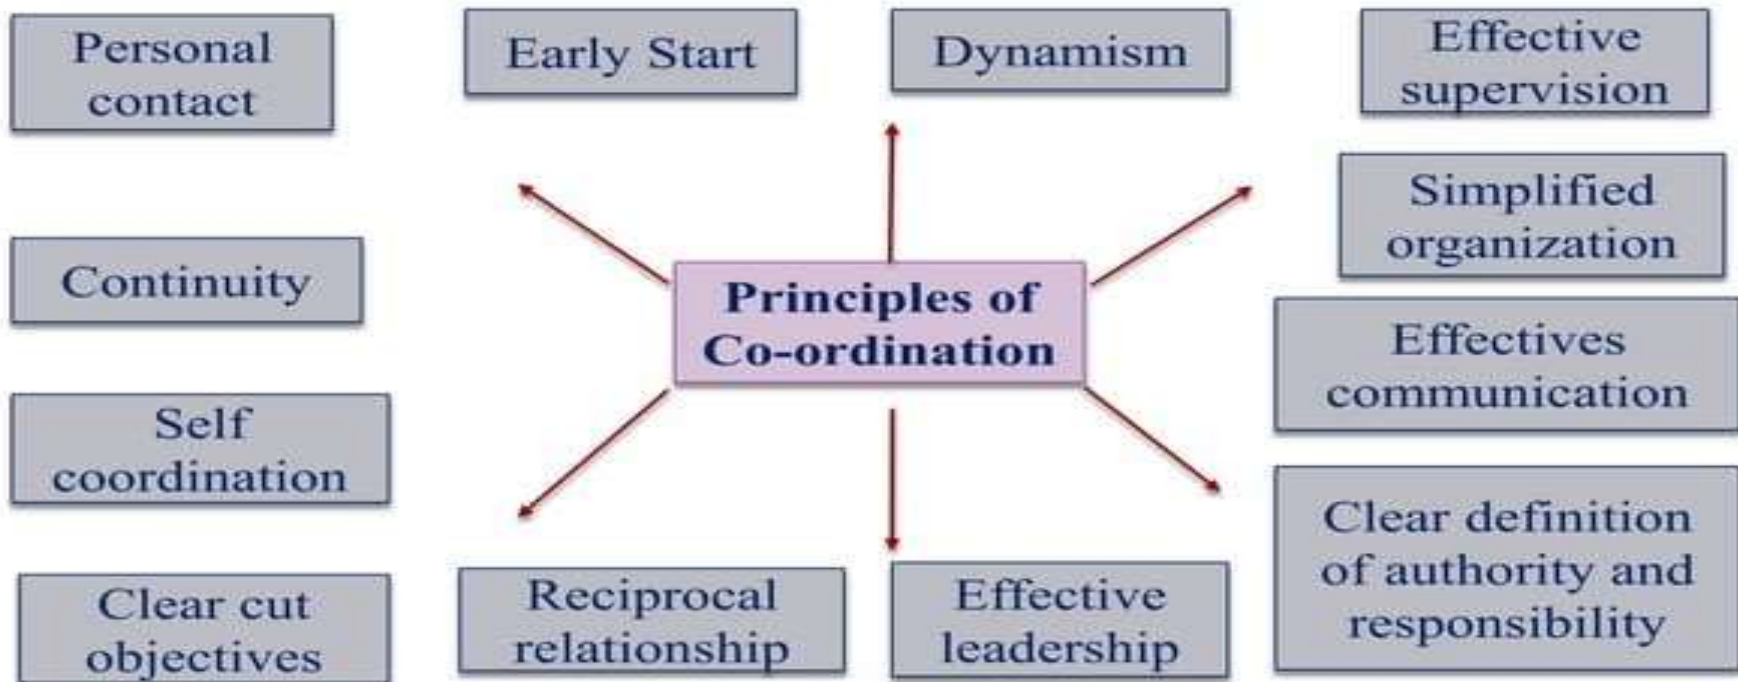 Personal
contact
Early Start
Dynamism
Effective
supervision
Simplified
organization
Continuity
Principles of
Co-ordination
Effectives
communication
Self
coordination
Clear definition
of authority and
responsibility
Clear cut
objectives
Reciprocal
relationship
Effective
leadership